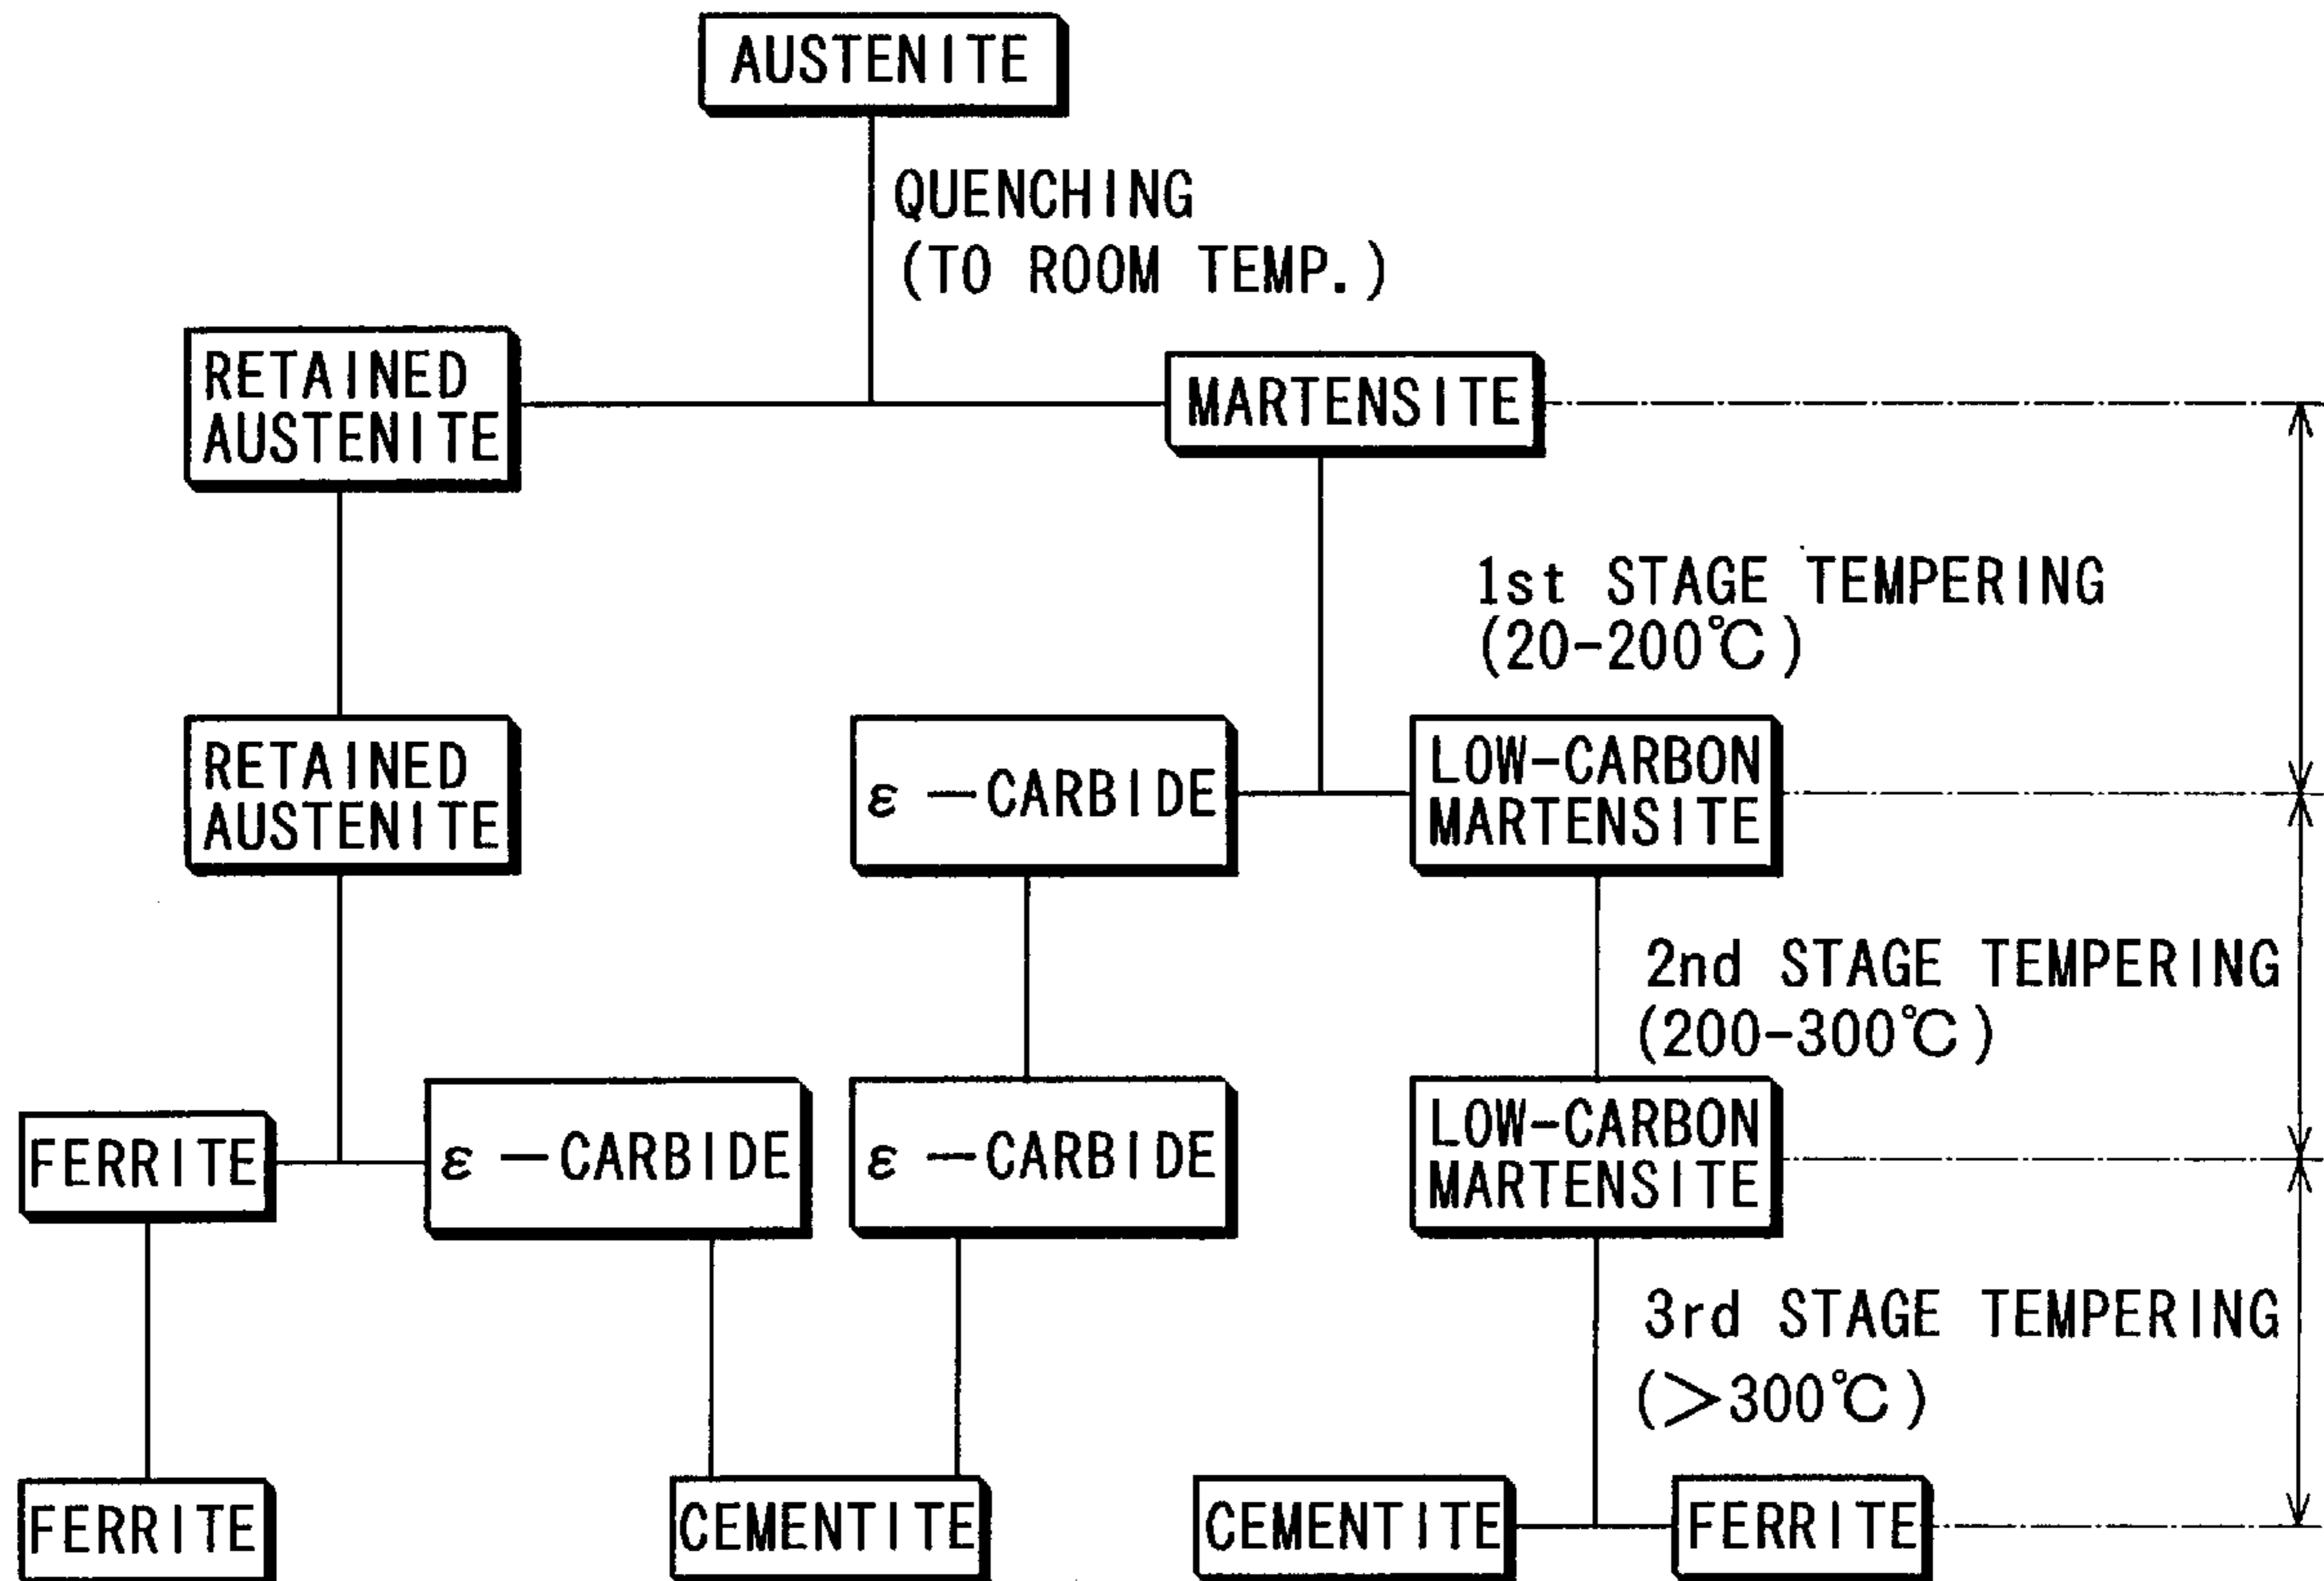 AUSTENITE
QUENCHING
(TO ROOM TEMP.)
RETAINED
AUSTENITE
MARTENSITE
1st STAGE TEMPERING
(20-200℃)
RETAINED
AUSTENITE
ε—CARBIDE
LOW-CARBON
MARTENSITE
2nd STAGE TEMPERING
(200-300℃)
FERRITE
ε—CARBIDE
ε—CARBIDE
LOW-CARBON
MARTENSITE
3rd STAGE TEMPERING
(>300℃)
FERRITE
CEMENTITE
CEMENTITE
FERRITE